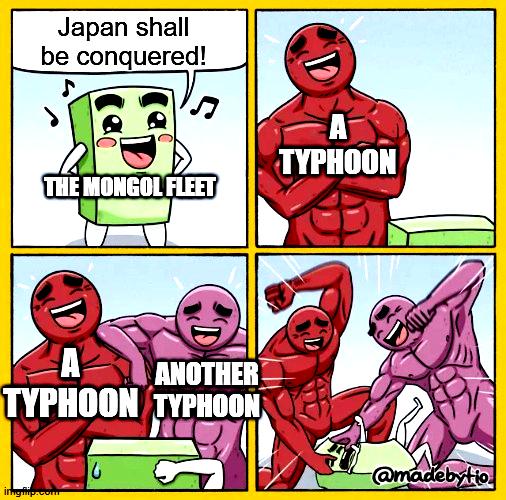 Japan shall
be conquered!
THE MONGOL FLEET
A
TYPHOON
A
TYPHOON
ANOTHER
TYPHOON
@madebytio
imgflip.com